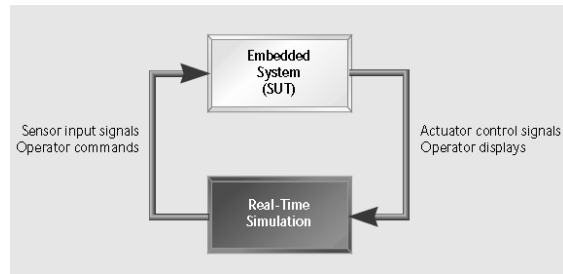 Embedded
System
(SUT)
Sensor input signals
Operator commands
Actuator control signals
Operator displays
Real-Time
Simulation